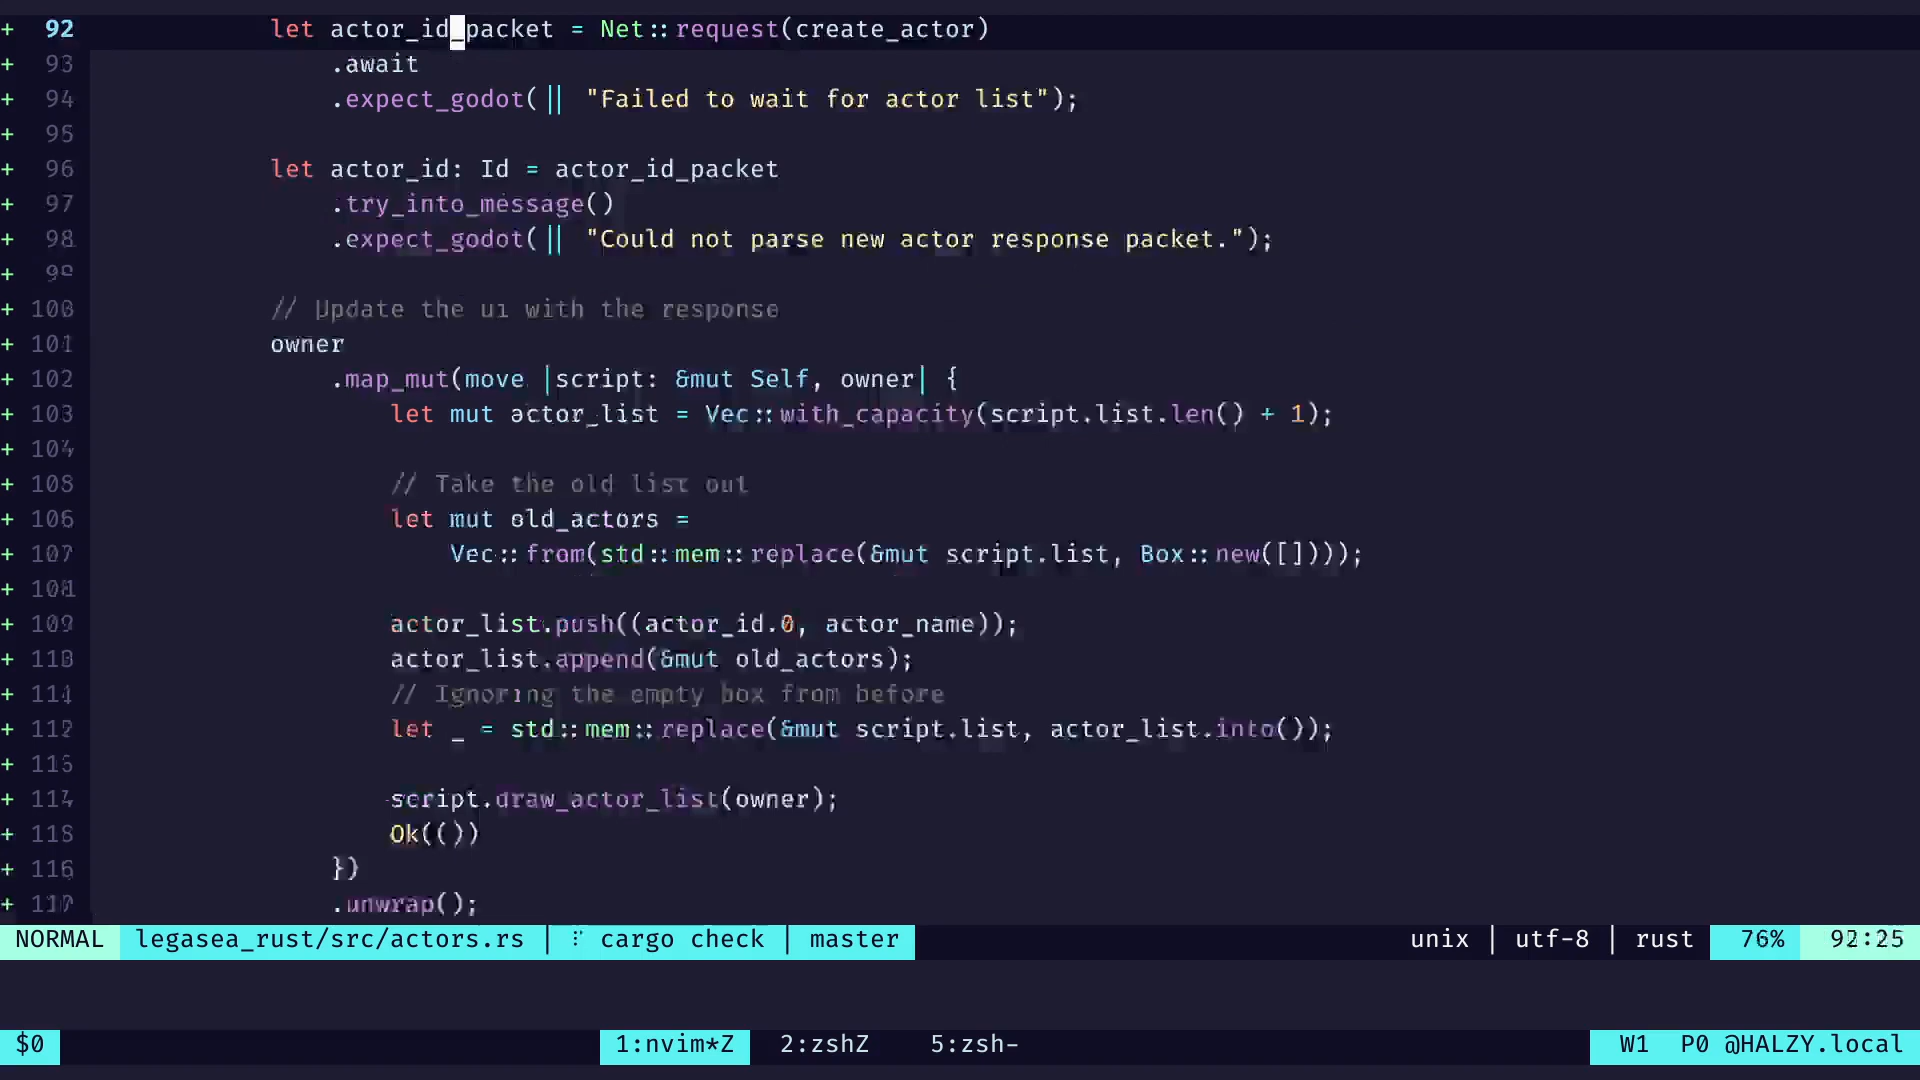 + 92 let actor_id_packet = Net::request(create_actor)
+ 93 .await
+ 94 .expect_godot(|| "Failed to wait for actor list");
+ 95
+ 96 let actor_id: Id = actor_id_packet
+ 97 .try_into_message()
+ 98 .expect_godot(|| "Could not parse new actor response packet.");
+ 99
+ 100 // Update the ui with the response
+ 101 owner
+ 102 .map_mut(move |script: &mut Self, owner| {
+ 103 let mut actor_list = Vec::with_capacity(script.list.len() + 1);
+ 104
+ 105 // Take the old list out
+ 106 let mut old_actors =
+ 107 Vec::from(std::mem::replace(&mut script.list, Box::new([])));
+ 108
+ 109 actor_list.push((actor_id.0, actor_name));
+ 110 actor_list.append(&mut old_actors);
+ 111 // Ignoring the empty box from before
+ 112 let _ = std::mem::replace(&mut script.list, actor_list.into());
+ 113
+ 114 script.draw_actor_list(owner);
+ 115 Ok(())
+ 116 })
+ 117 .unwrap();
NORMAL legasea_rust/src/actors.rs | cargo check | master unix | utf-8 | rust 76% 92:25
$0 1:nvim*Z 2:zshZ 5:zsh- W1 P0 @HALZY.local